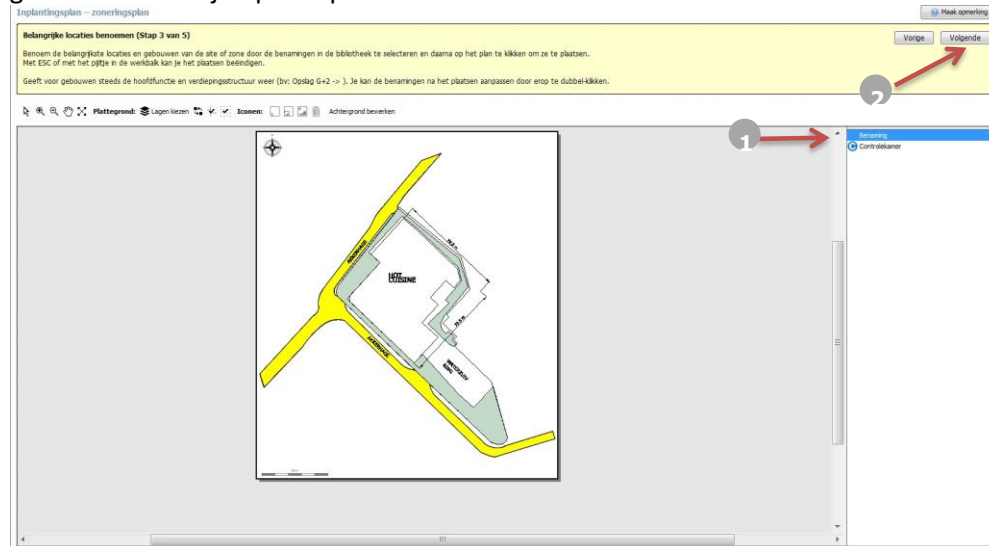 Inplantingsplan – zoneringsplan
Maak opmerking
Belangrijke locaties benoemen (Stap 3 van 5)
Vorige
Volgende
Benoem de belangrijkste locaties en gebouwen van de site of zone door de benamingen in de bibliotheek te selecteren en daarna op het plan te klikken om ze te plaatsen.
Met ESC of met het pijltje in de werkbalk kan je het plaatsen beëindigen.
Geeft voor gebouwen steeds de hoofdfunctie en verdiepingsstructuur weer (bv: Opslag G+2 -> ). Je kan de benamingen na het plaatsen aanpassen door erop te dubbel-klikken.
2
Plattegrond: Lagen kiezen Iconen: Achtergrond bewerken
1
Benaming
C Controlekamer
HOT
CUISINE